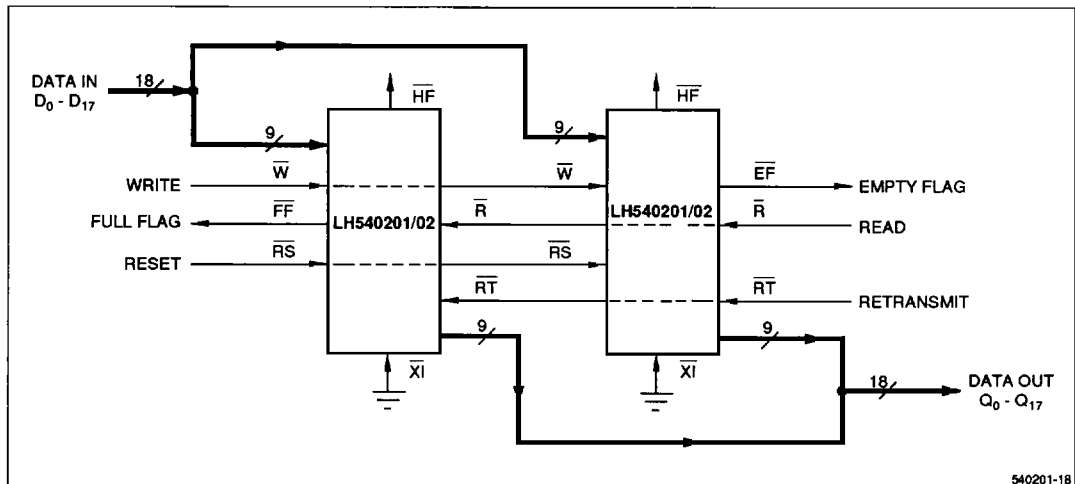 DATA IN
D0 - D17
18
9
HF
9
HF
WRITE
W
W
EF
EMPTY FLAG
FULL FLAG
FF
LH540201/02
R
LH540201/02
R
READ
RESET
RS
RS
RT
RT
RETRANSMIT
9
9
XI
XI
18
DATA OUT
Q0 - Q17
540201-18